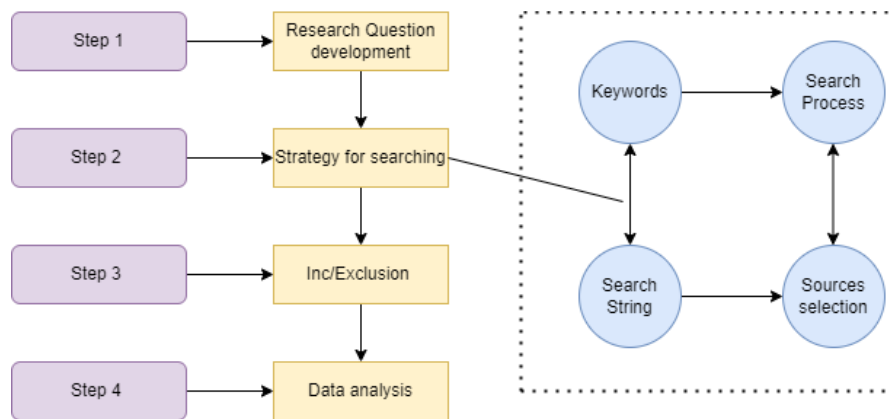 Step 1
Research Question
development
Keywords
Search
Process
Step 2
Strategy for searching
Step 3
Inc/Exclusion
Search
String
Sources
selection
Step 4
Data analysis